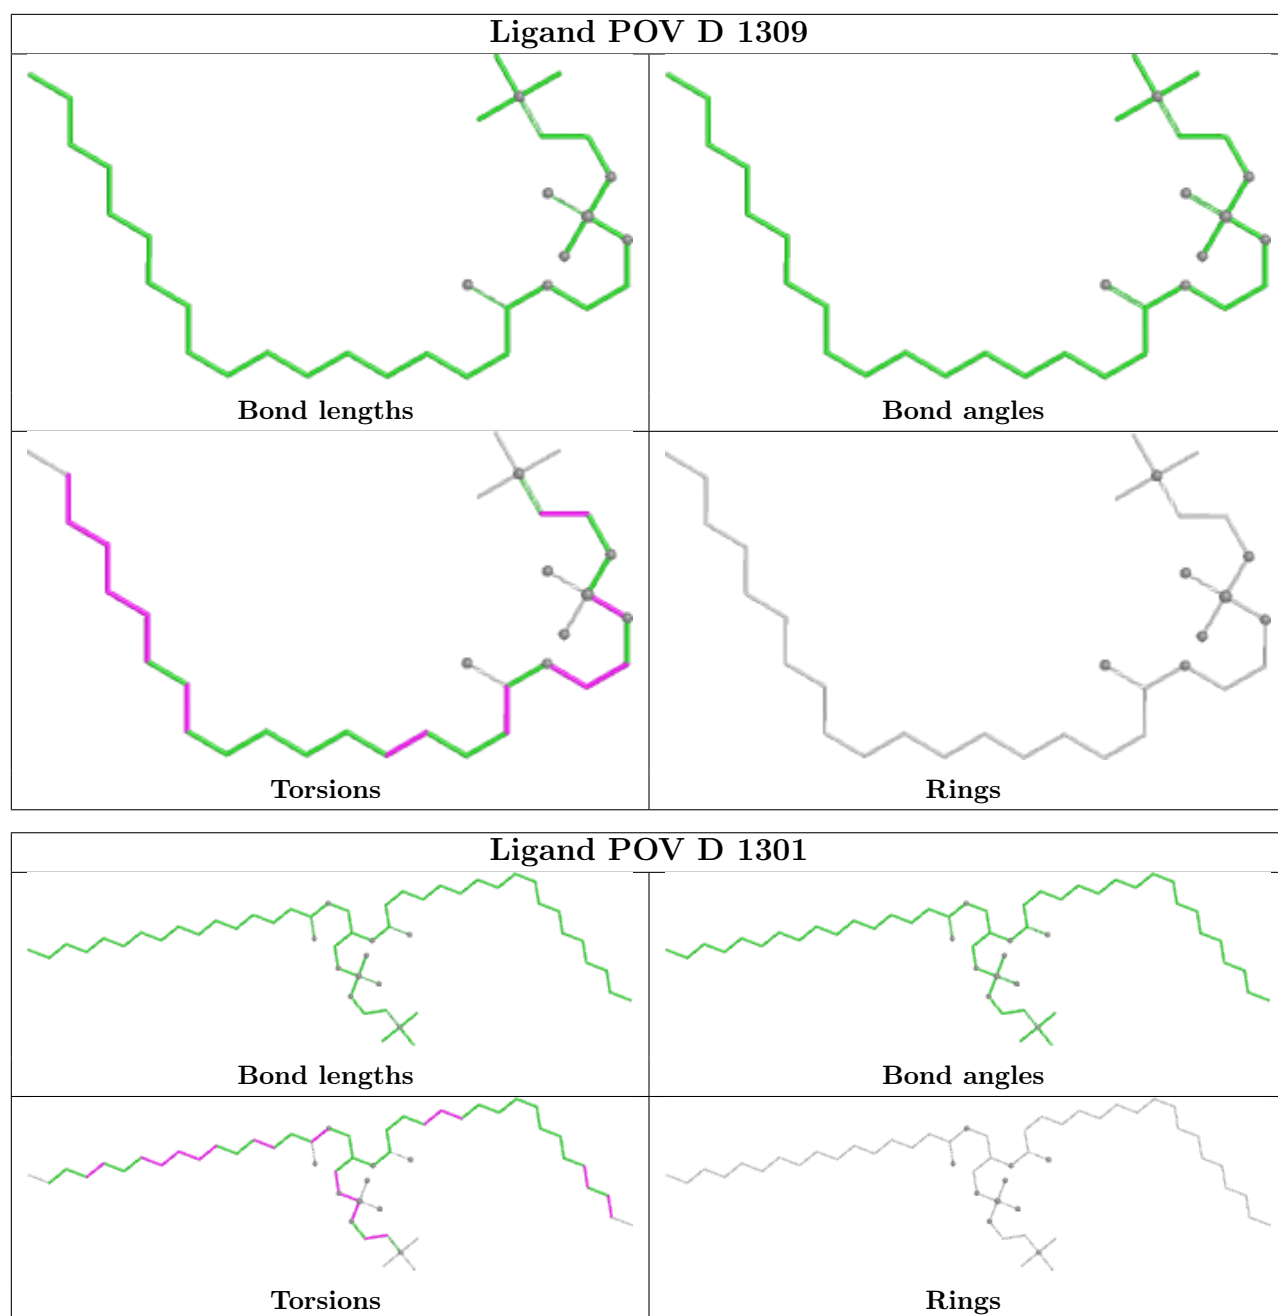 Ligand POV D 1309
Bond lengths
Bond angles
Torsions
Rings
Ligand POV D 1301
Bond lengths
Bond angles
Torsions
Rings